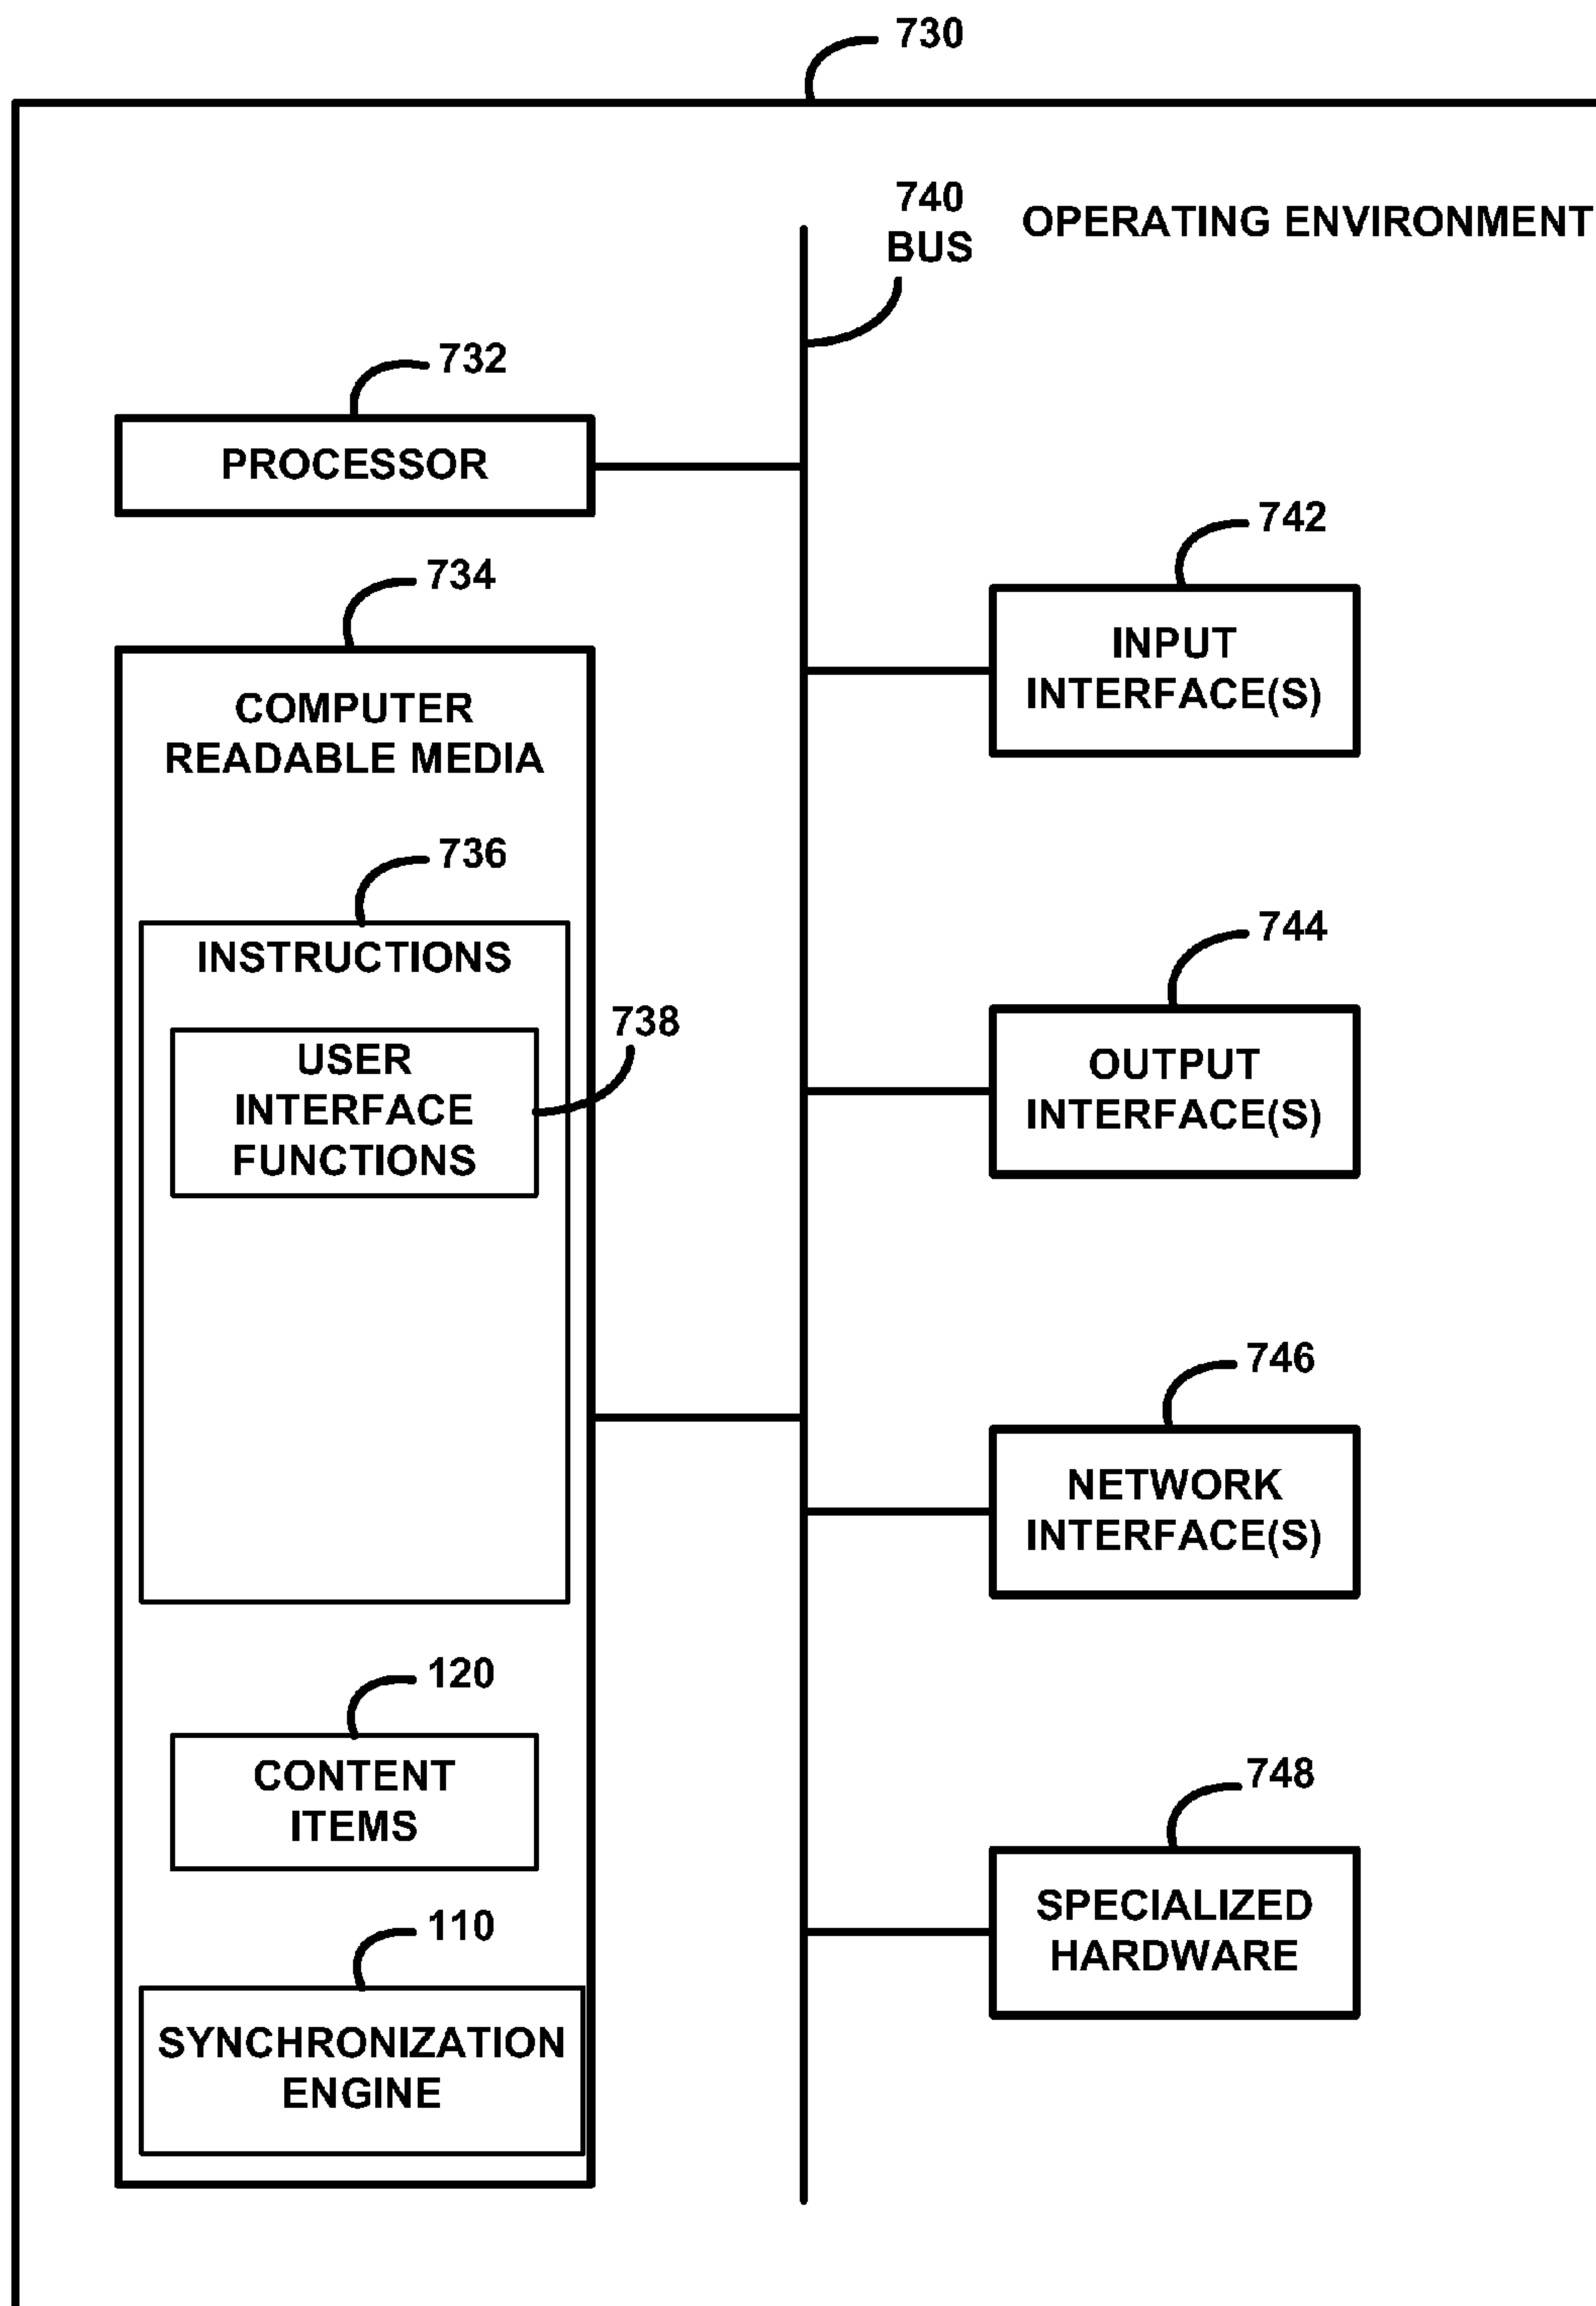 730
740
BUS
OPERATING ENVIRONMENT
732
PROCESSOR
742
INPUT
INTERFACE(S)
734
COMPUTER
READABLE MEDIA
736
INSTRUCTIONS
738
USER
INTERFACE
FUNCTIONS
744
OUTPUT
INTERFACE(S)
746
NETWORK
INTERFACE(S)
120
CONTENT
ITEMS
748
SPECIALIZED
HARDWARE
110
SYNCHRONIZATION
ENGINE